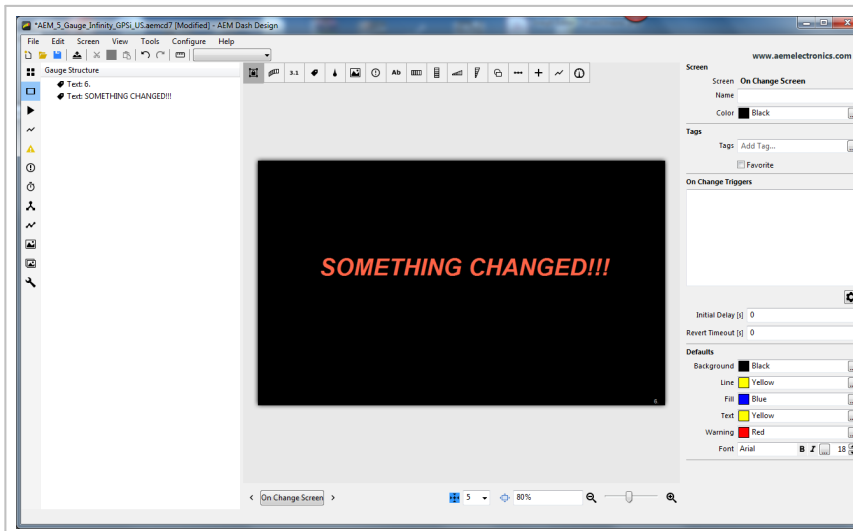 *AEM_5_Gauge_Infinity_GPSi_US.aemcd7 [Modified] - AEM Dash Design
File Edit Screen View Tools Configure Help
www.aemelectronics.com
Gauge Structure
Text: 6.
Text: SOMETHING CHANGED!!!
3.1
Ab
SOMETHING CHANGED!!!
6
< On Change Screen >
5
80%
Screen
Screen On Change Screen
Name
Color Black ...
Tags
Tags Add Tag... ...
Favorite
On Change Triggers
Initial Delay [s] 0
Revert Timeout [s] 0
Defaults
Background Black ...
Line Yellow ...
Fill Blue ...
Text Yellow ...
Warning Red ...
Font Arial B I ... 18